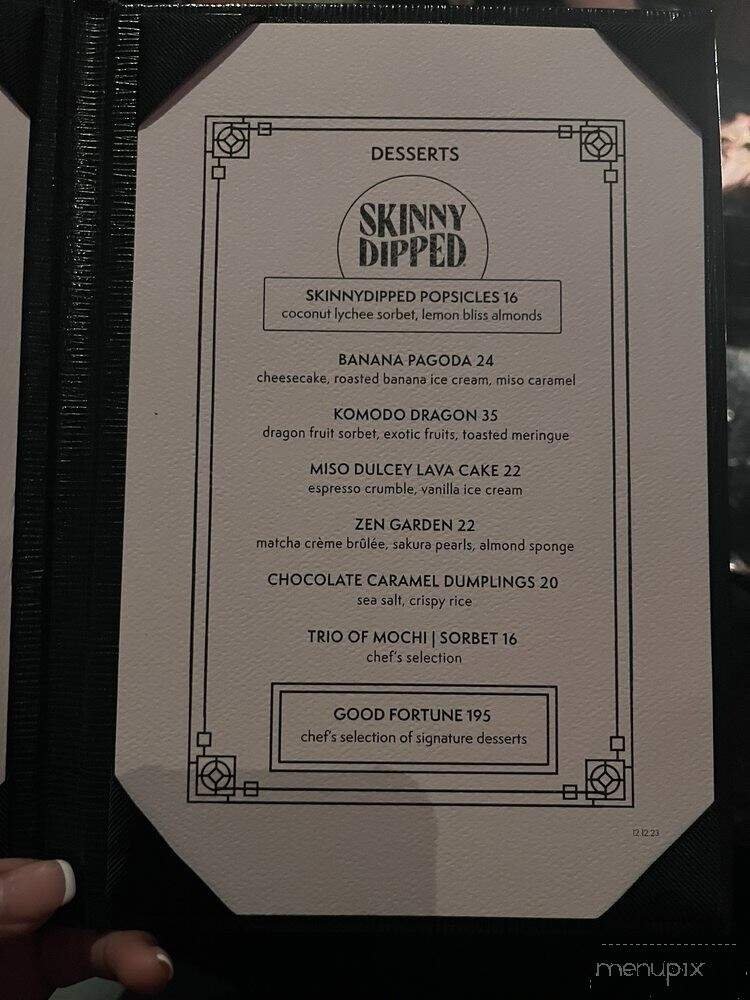 DESSERTS
SKINNY
DIPPED
SKINNYDIPPED POPSICLES 16
coconut lychee sorbet, lemon bliss almonds
BANANA PAGODA 24
cheesecake, roasted banana ice cream, miso caramel
KOMODO DRAGON 35
dragon fruit sorbet, exotic fruits, toasted meringue
MISO DULCEY LAVA CAKE 22
espresso crumble, vanilla ice cream
ZEN GARDEN 22
matcha crème brûlée, sakura pearls, almond sponge
CHOCOLATE CARAMEL DUMPLINGS 20
sea salt, crispy rice
TRIO OF MOCHI | SORBET 16
chef's selection
GOOD FORTUNE 195
chef's selection of signature desserts
12.12.23
menupix